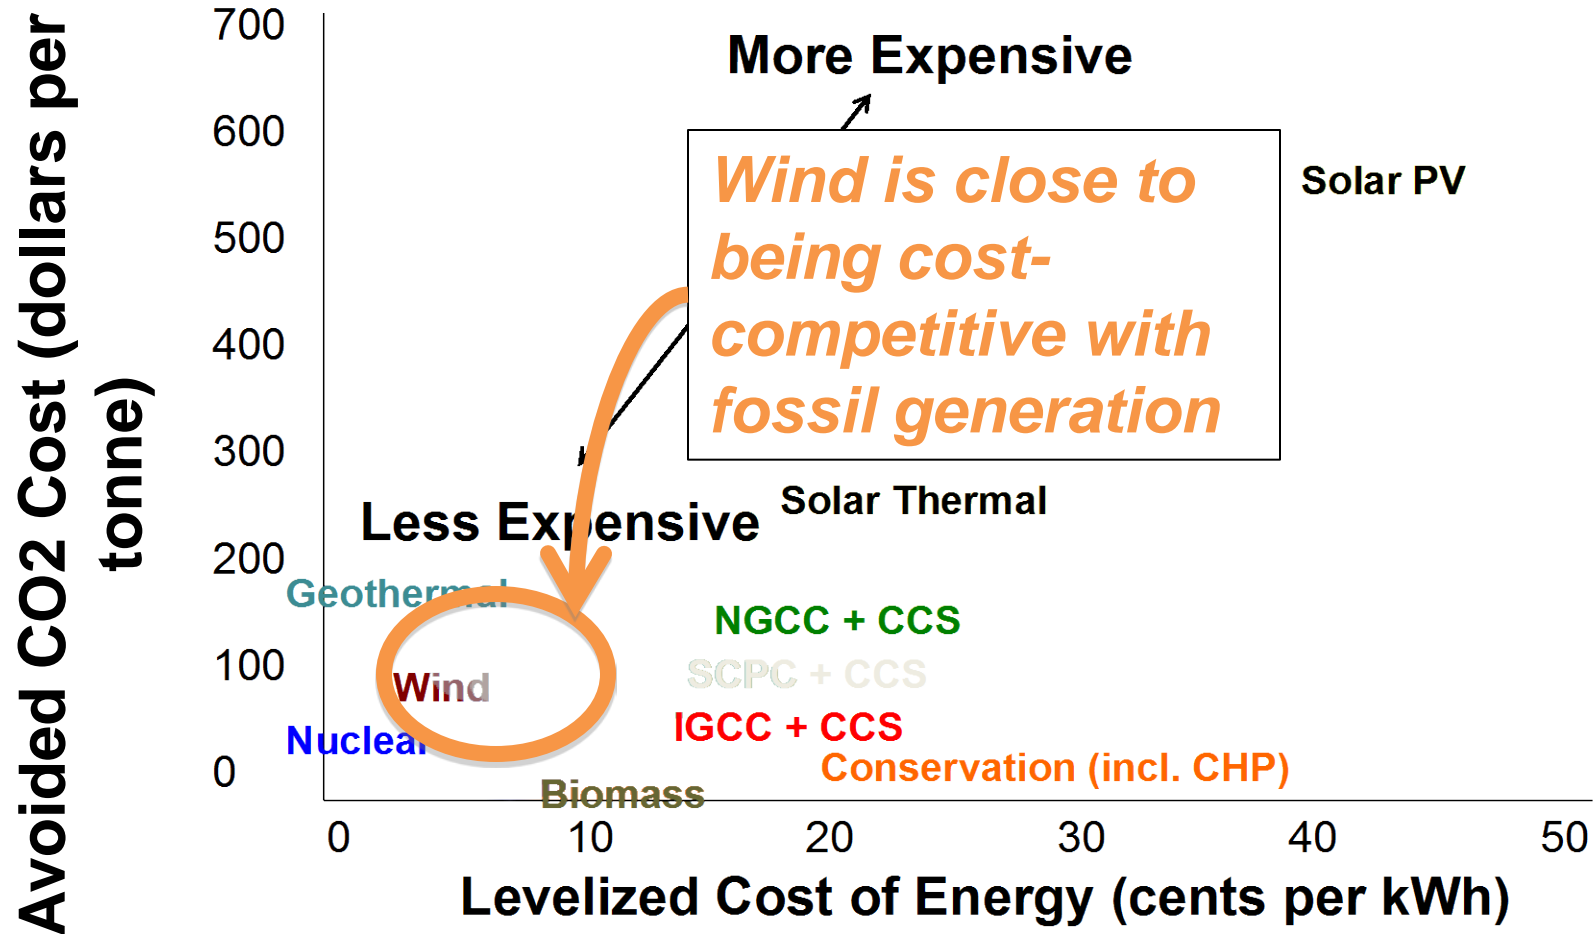 Avoided CO2 Cost (dollars per
tonne)
700
600
500
400
300
200
100
0
More Expensive
Wind is close to
being cost-
competitive with
fossil generation
Solar PV
Solar Thermal
Less Expensive
Geothermal
NGCC + CCS
SCPC + CCS
Wind
IGCC + CCS
Nuclear
Conservation (incl. CHP)
Biomass
0 10 20 30 40 50
Levelized Cost of Energy (cents per kWh)